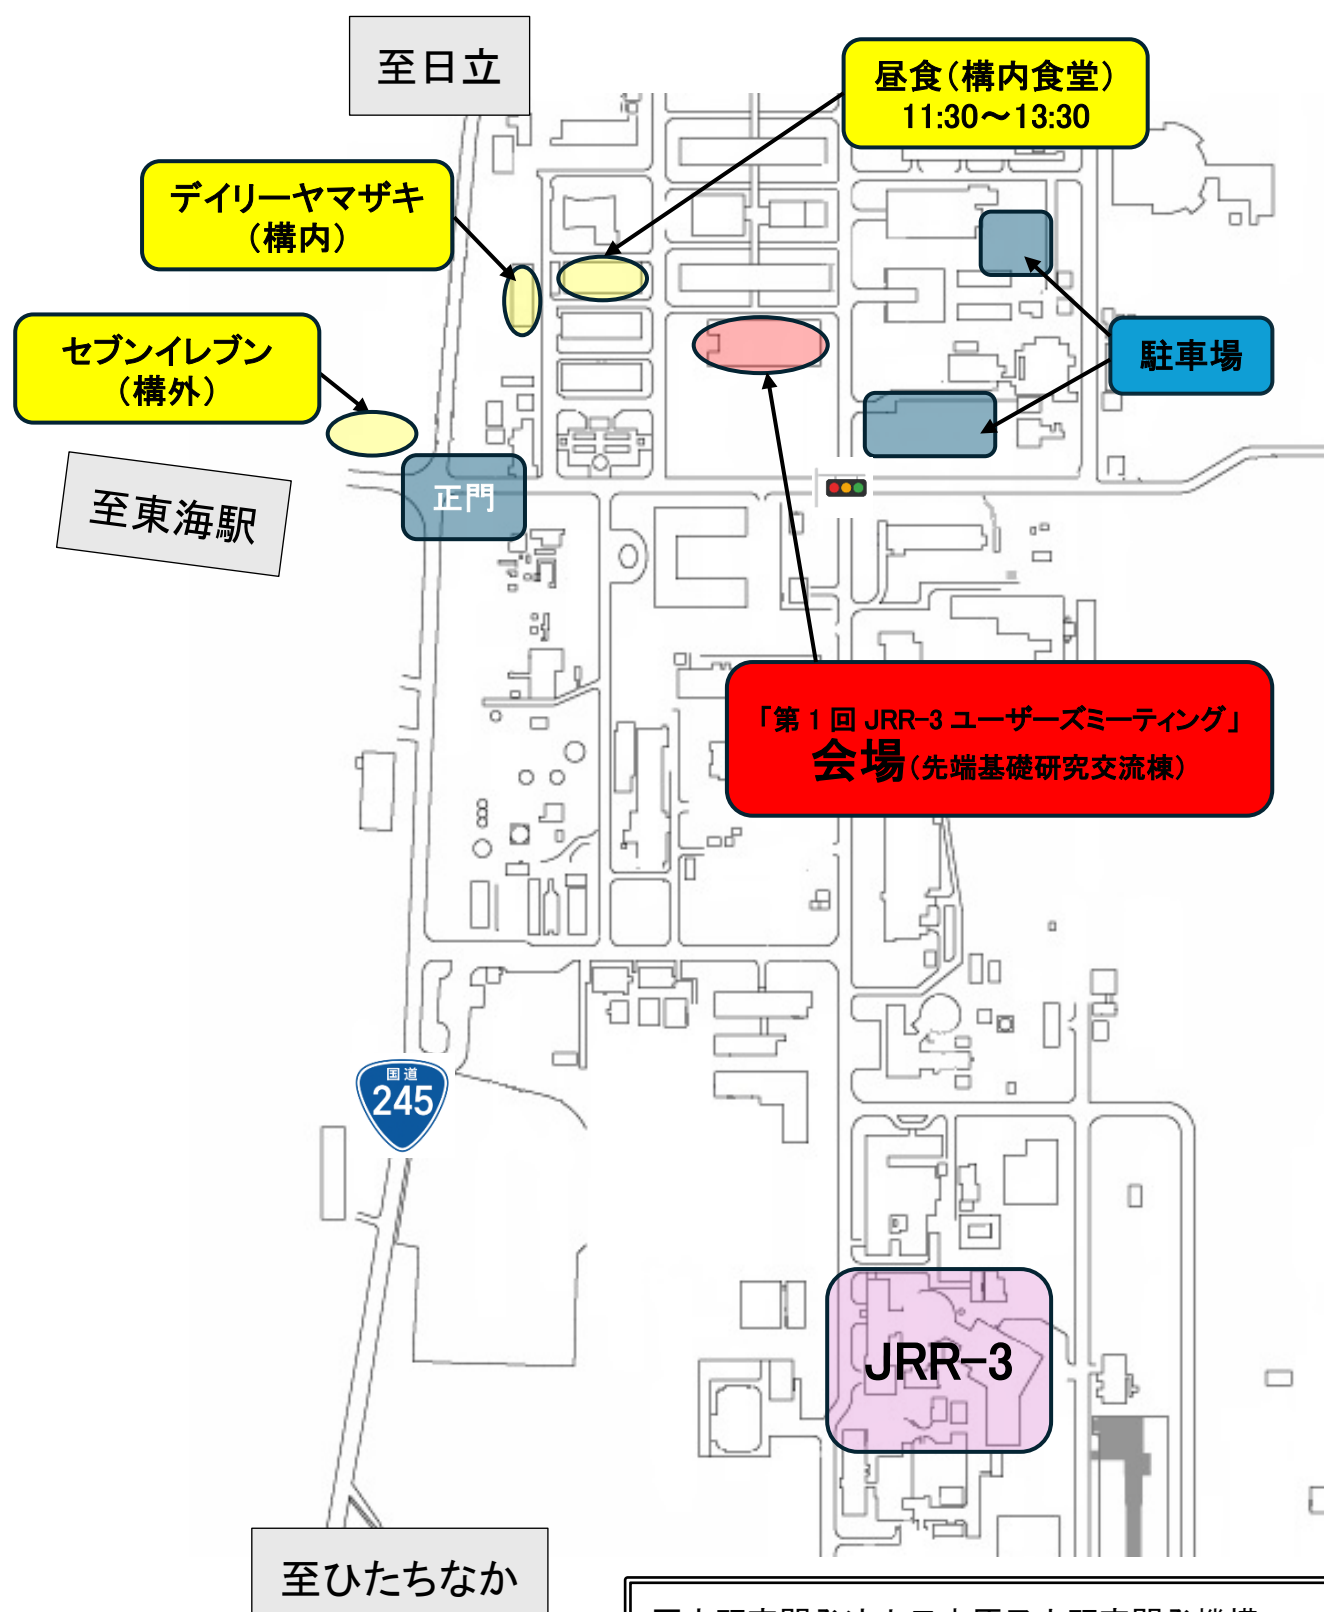 至日立
昼食（構内食堂）
11:30～13:30
デイリーヤマザキ
（構内）
セブンイレブン
（構外）
駐車場
正門
至東海駅
「第１回 JRR-3 ユーザーズミーティング」
会場（先端基礎研究交流棟）
国道
245
JRR-3
至ひたちなか